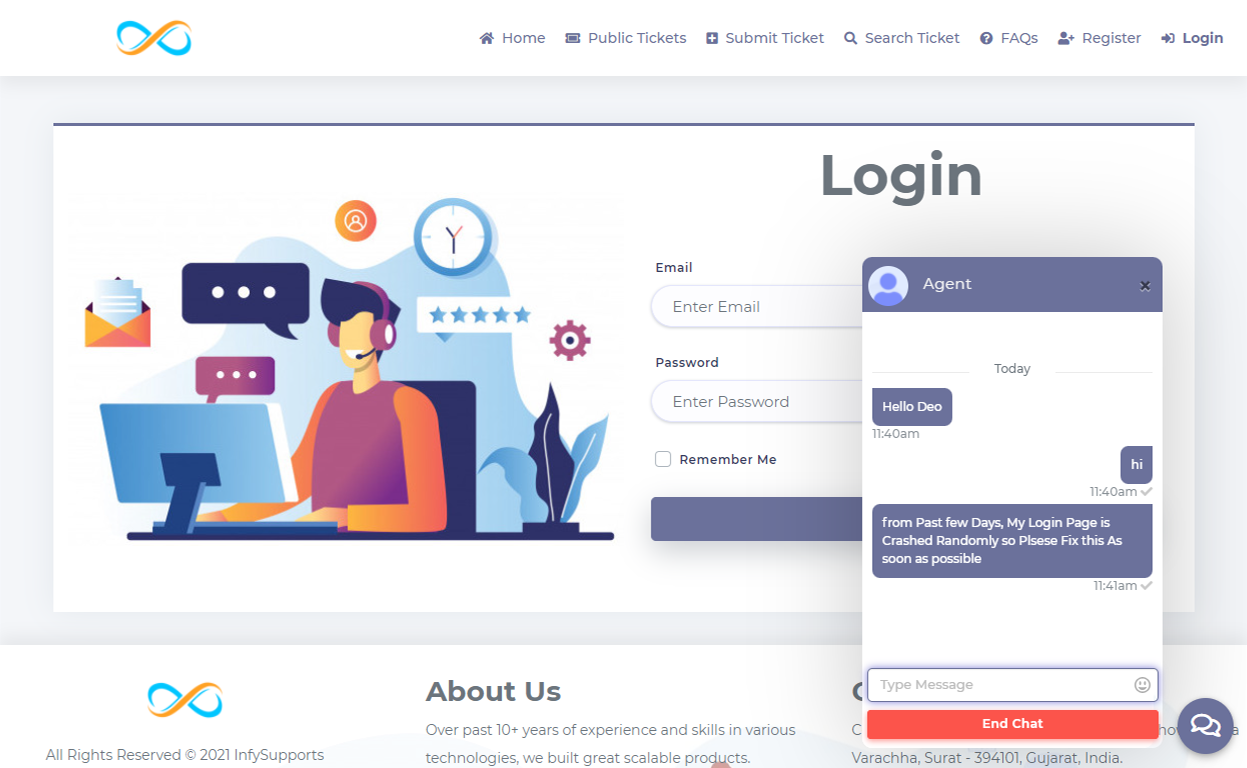 Home Public Tickets Submit Ticket Search Ticket FAQs Register Login
Login
Email
Enter Email
Password
Enter Password
Remember Me
Agent ×
Today
Hello Deo
11:40am
hi
11:40am
from Past few Days, My Login Page is
Crashed Randomly so Plsese Fix this As
soon as possible
11:41am
Type Message
End Chat
About Us
Over past 10+ years of experience and skills in various
technologies, we built great scalable products.
All Rights Reserved © 2021 InfySupports
Varachha, Surat - 394101, Gujarat, India.